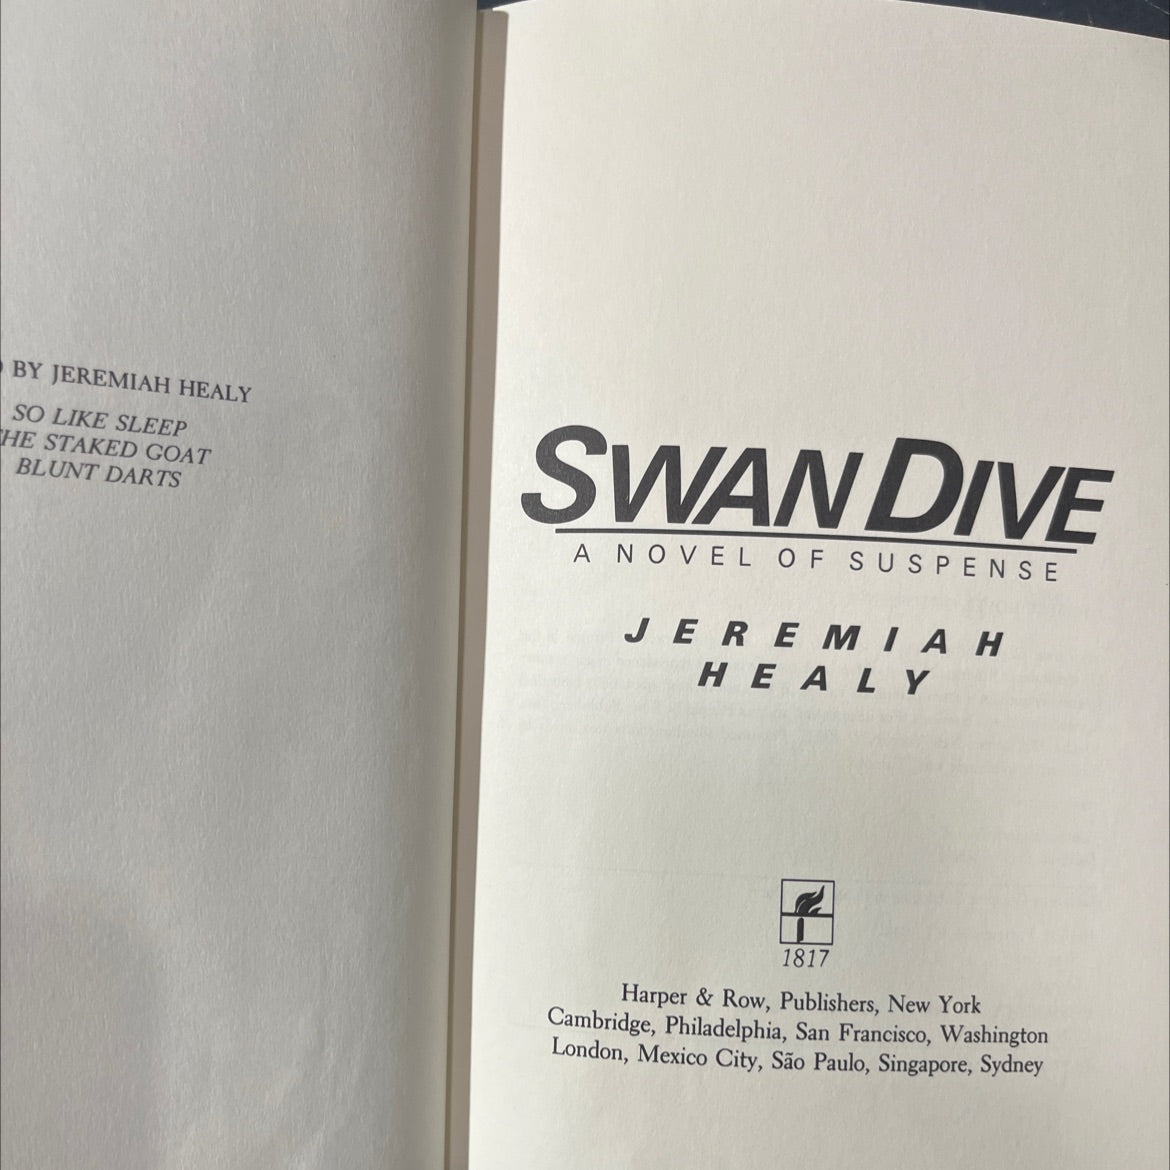 BY JEREMIAH HEALY
SO LIKE SLEEP
HE STAKED GOAT
BLUNT DARTS
SWAN DIVE
A NOVEL OF SUSPENSE
JEREMIAH
HEALY
1817
Harper & Row, Publishers, New York
Cambridge, Philadelphia, San Francisco, Washington
London, Mexico City, São Paulo, Singapore, Sydney